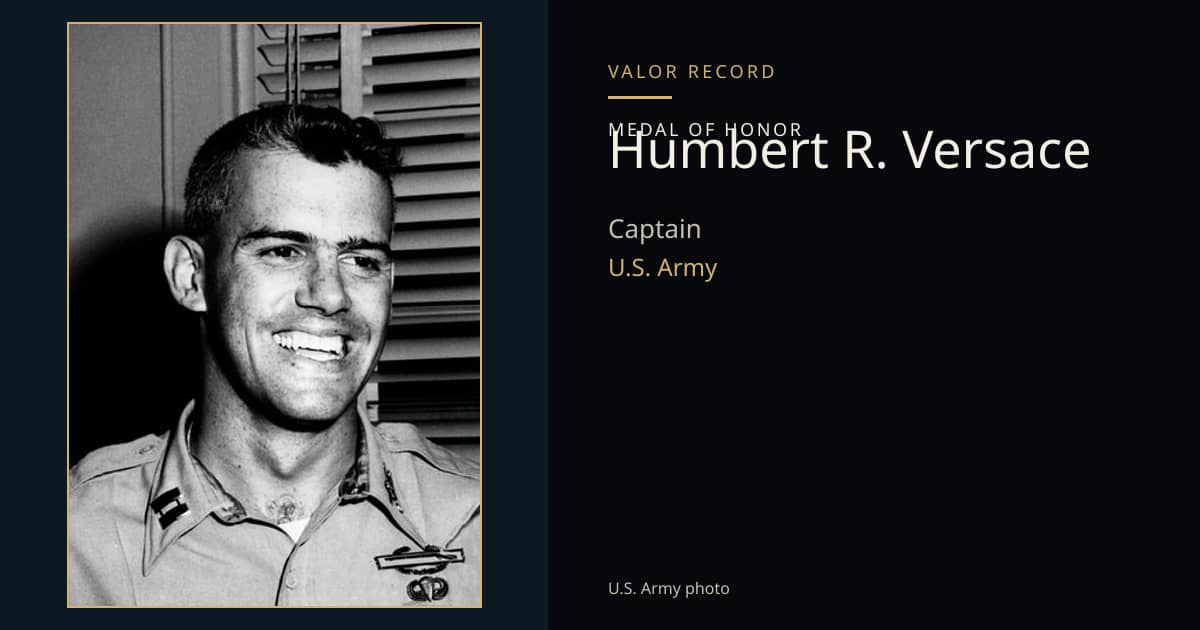 VALOR RECORD
MEDAL OF HONOR
Humbert R. Versace
Captain
U.S. Army
U.S. Army photo